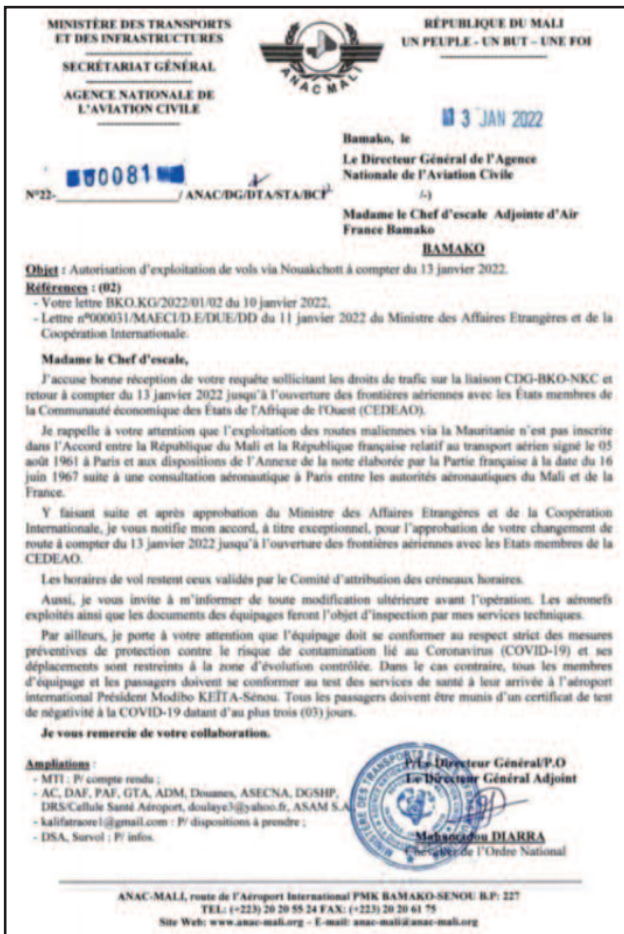 MINISTÈRE DES TRANSPORTS
ET DES INFRASTRUCTURES
SECRÉTARIAT GÉNÉRAL
AGENCE NATIONALE DE
L'AVIATION CIVILE
ANAC MALI
RÉPUBLIQUE DU MALI
UN PEUPLE - UN BUT – UNE FOI
13 JAN 2022
Bamako, le
Le Directeur Général de l'Agence
Nationale de l'Aviation Civile
/-)
Madame le Chef d'escale Adjointe d'Air
France Bamako
BAMAKO
N°22- 00081 / ANAC/DG/DTA/STA/BCP
Objet : Autorisation d'exploitation de vols via Nouakchott à compter du 13 janvier 2022.
Références : (02)
- Votre lettre BKO.KG/2022/01/02 du 10 janvier 2022,
- Lettre n°000031/MAECI/D.E/DUE/DD du 11 janvier 2022 du Ministre des Affaires Etrangères et de la
Coopération Internationale.
Madame le Chef d'escale,
J'accuse bonne réception de votre requête sollicitant les droits de trafic sur la liaison CDG-BKO-NKC et
retour à compter du 13 janvier 2022 jusqu'à l'ouverture des frontières aériennes avec les États membres de
la Communauté économique des États de l'Afrique de l'Ouest (CEDEAO).
Je rappelle à votre attention que l'exploitation des routes maliennes via la Mauritanie n'est pas inscrite
dans l'Accord entre la République du Mali et la République française relatif au transport aérien signé le 05
août 1961 à Paris et aux dispositions de l'Annexe de la note élaborée par la Partie française à la date du 16
juin 1967 suite à une consultation aéronautique à Paris entre les autorités aéronautiques du Mali et de la
France.
Y faisant suite et après approbation du Ministre des Affaires Etrangères et de la Coopération
Internationale, je vous notifie mon accord, à titre exceptionnel, pour l'approbation de votre changement de
route à compter du 13 janvier 2022 jusqu'à l'ouverture des frontières aériennes avec les Etats membres de la
CEDEAO.
Les horaires de vol restent ceux validés par le Comité d'attribution des créneaux horaires.
Aussi, je vous invite à m'informer de toute modification ultérieure avant l'opération. Les aéronefs
exploités ainsi que les documents des équipages feront l'objet d'inspection par mes services techniques.
Par ailleurs, je porte à votre attention que l'équipage doit se conformer au respect strict des mesures
préventives de protection contre le risque de contamination lié au Coronavirus (COVID-19) et ses
déplacements sont restreints à la zone d'évolution contrôlée. Dans le cas contraire, tous les membres
d'équipage et les passagers doivent se conformer au test des services de santé à leur arrivée à l'aéroport
international Président Modibo KEÏTA-Sénou. Tous les passagers doivent être munis d'un certificat de test
de négativité à la COVID-19 datant d'au plus trois (03) jours.
Je vous remercie de votre collaboration.
Ampliations :
- MTI : P/ compte rendu ;
- AC, DAF, PAF, GTA, ADM, Douanes, ASECNA, DGSHP,
DRS/Cellule Santé Aéroport, doulaye3@yahoo.fr, ASAM S.A
- kalifatraore1@gmail.com : P/ dispositions à prendre ;
- DSA, Survol : P/ infos.
P/Le Directeur Général/P.O
Le Directeur Général Adjoint
Mahamadou DIARRA
Chevalier de l'Ordre National
ANAC-MALI, route de l'Aéroport International PMK BAMAKO-SENOU B.P: 227
TEL: (+223) 20 20 55 24 FAX: (+223) 20 20 61 75
Site Web: www.anac-mali.org – E-mail: anac-mali@anac-mali.org